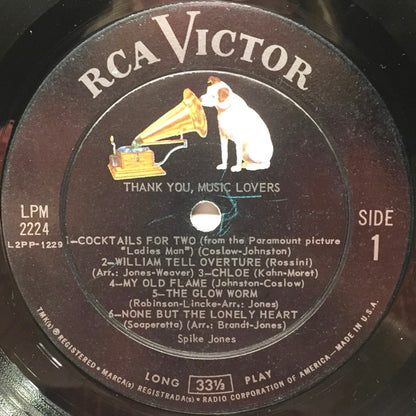 RCA VICTOR
THANK YOU, MUSIC LOVERS
LPM
2224
L2PP-1229
SIDE
1
1-COCKTAILS FOR TWO (from the Paramount picture
"Ladies Man") (Coslow-Johnston)
2-WILLIAM TELL OVERTURE (Rossini)
(Arr.: Jones-Weaver) 3-CHLOE (Kahn-Moret)
4-MY OLD FLAME (Johnston-Coslow)
5-THE GLOW WORM
(Robinson-Lincke-Arr.: Jones)
6-NONE BUT THE LONELY HEART
(Soaperetta) (Arr.: Brandt-Jones)
Spike Jones
LONG 33⅓ PLAY
TMK(s) ® REGISTERED • MARCA(s) REGISTRADA(s) • RADIO CORPORATION OF AMERICA – MADE IN U.S.A.